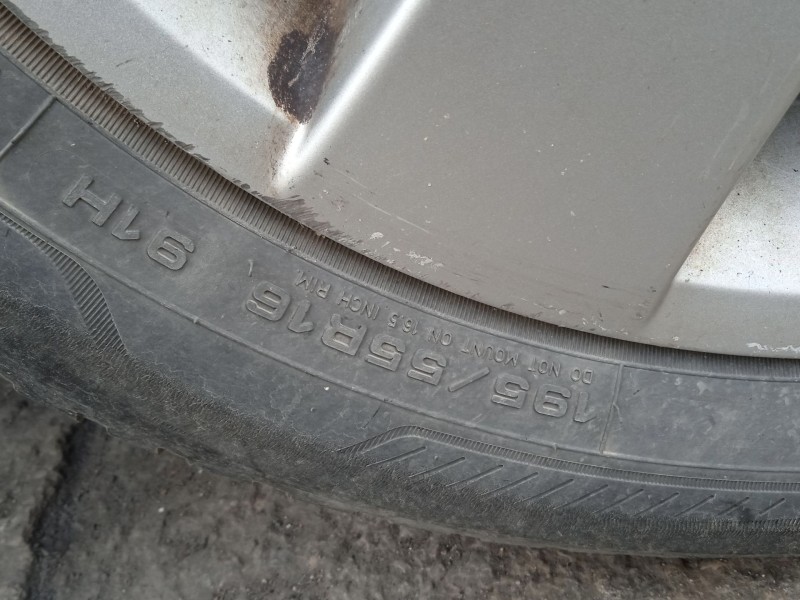 195/55R16 91H
DO NOT MOUNT ON 16.5 INCH RIM